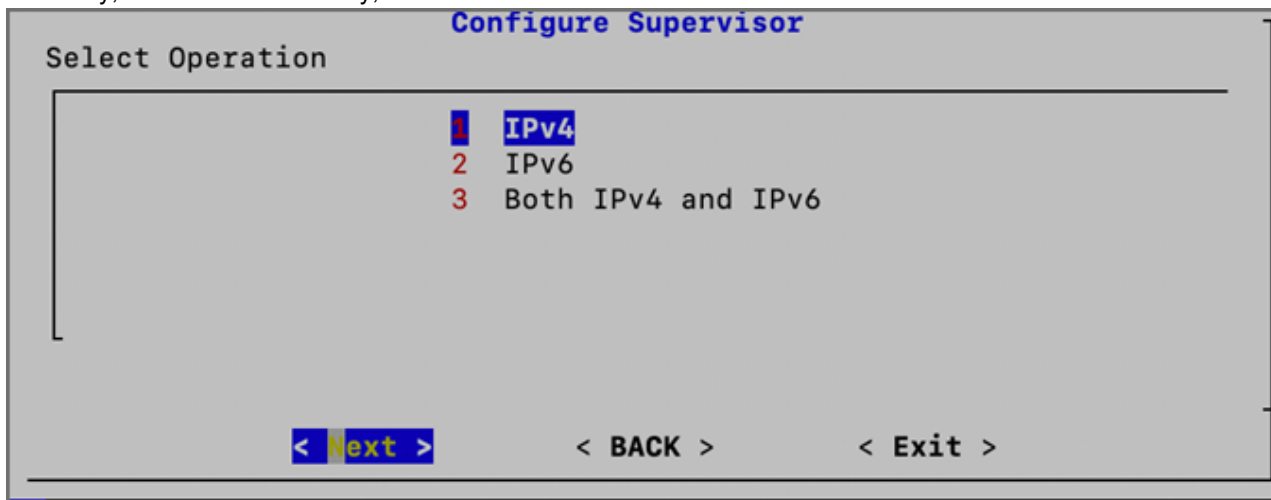 Configure Supervisor
Select Operation
1 IPv4
2 IPv6
3 Both IPv4 and IPv6
< Next > < BACK > < Exit >